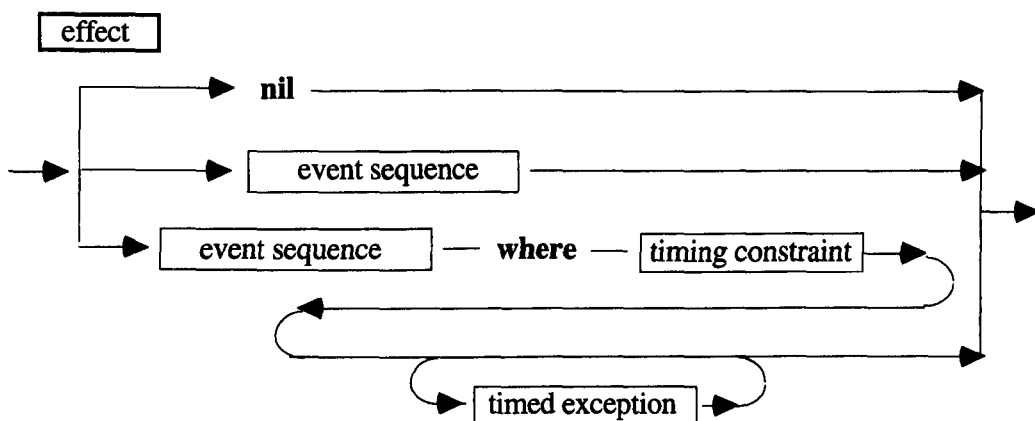 effect
nil
event sequence
event sequence where timing constraint
timed exception